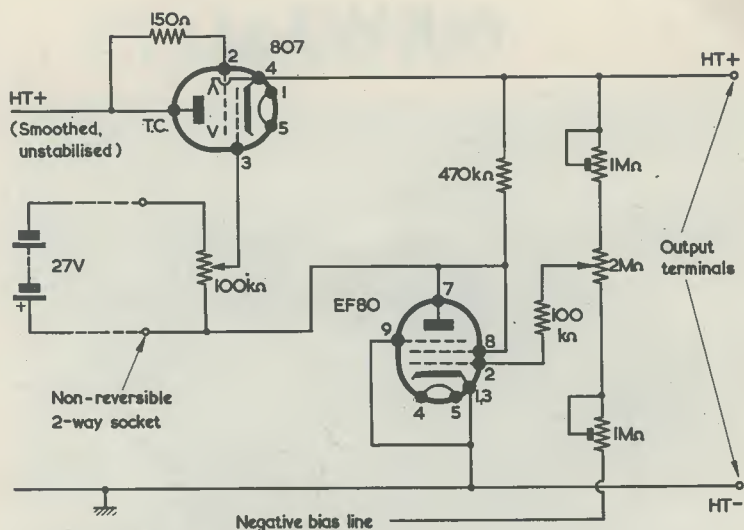 150Ω
807
2
4
1
5
T.C.
3
HT+
(Smoothed,
unstabilised)
HT+
470kΩ
1MΩ
27V
+
100kΩ
Output
terminals
2MΩ
EF80
7
9
8
2
100
kΩ
1,3
4
5
Non-reversible
2-way socket
1MΩ
HT-
Negative bias line